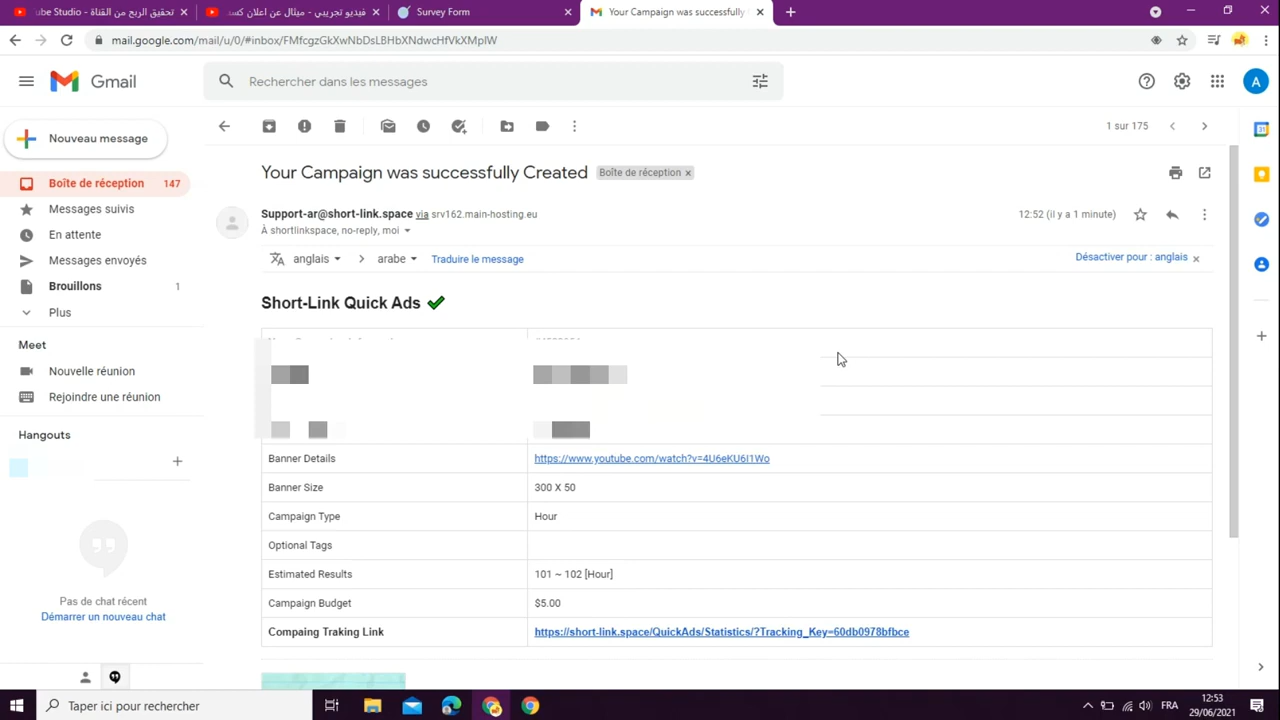 ube Studio - تحقيق الربح من القناة
فيديو تجريبي - ميثال عن اعلان كسـ
Survey Form
Your Campaign was successfully
mail.google.com/mail/u/0/#inbox/FMfcgzGkXwNbDsLBHbXNdwcHfVkXMplW
Gmail
Rechercher dans les messages
A
Nouveau message
1 sur 175
Your Campaign was successfully Created
Boîte de réception x
Boîte de réception 147
Support-ar@short-link.space via srv162.main-hosting.eu
12:52 (il y a 1 minute)
À shortlinkspace, no-reply, moi
Messages suivis
En attente
Messages envoyés
Brouillons 1
Plus
anglais > arabe Traduire le message
Désactiver pour : anglais x
Short-Link Quick Ads
Meet
Nouvelle réunion
Rejoindre une réunion
Hangouts
Banner Details https://www.youtube.com/watch?v=4U6eKU6I1Wo
Banner Size 300 X 50
Campaign Type Hour
Optional Tags
Estimated Results 101 ~ 102 [Hour]
Campaign Budget $5.00
Compaing Traking Link https://short-link.space/QuickAds/Statistics/?Tracking_Key=60db0978bfbce
Pas de chat récent
Démarrer un nouveau chat
Taper ici pour rechercher
FRA
12:53
29/06/2021